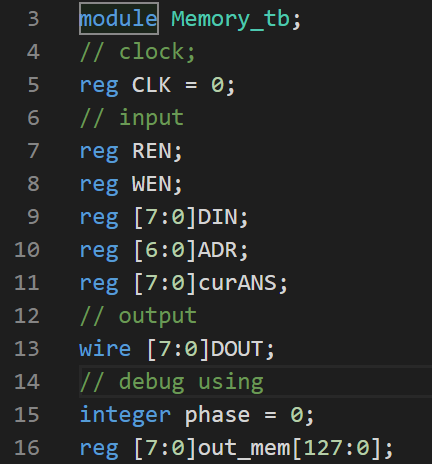 3 module Memory_tb;
4 // clock;
5 reg CLK = 0;
6 // input
7 reg REN;
8 reg WEN;
9 reg [7:0]DIN;
10 reg [6:0]ADR;
11 reg [7:0]curANS;
12 // output
13 wire [7:0]DOUT;
14 // debug using
15 integer phase = 0;
16 reg [7:0]out_mem[127:0];